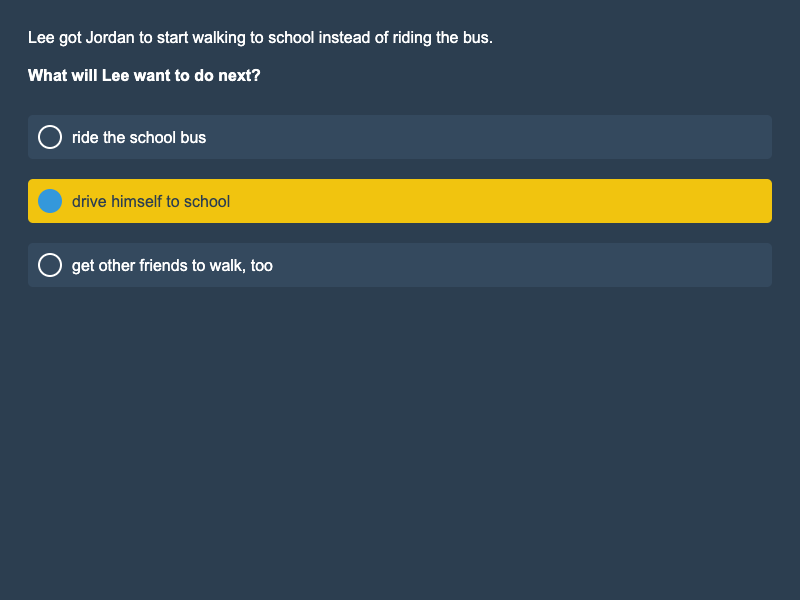 Lee got Jordan to start walking to school instead of riding the bus.
What will Lee want to do next?
ride the school bus
drive himself to school
get other friends to walk, too